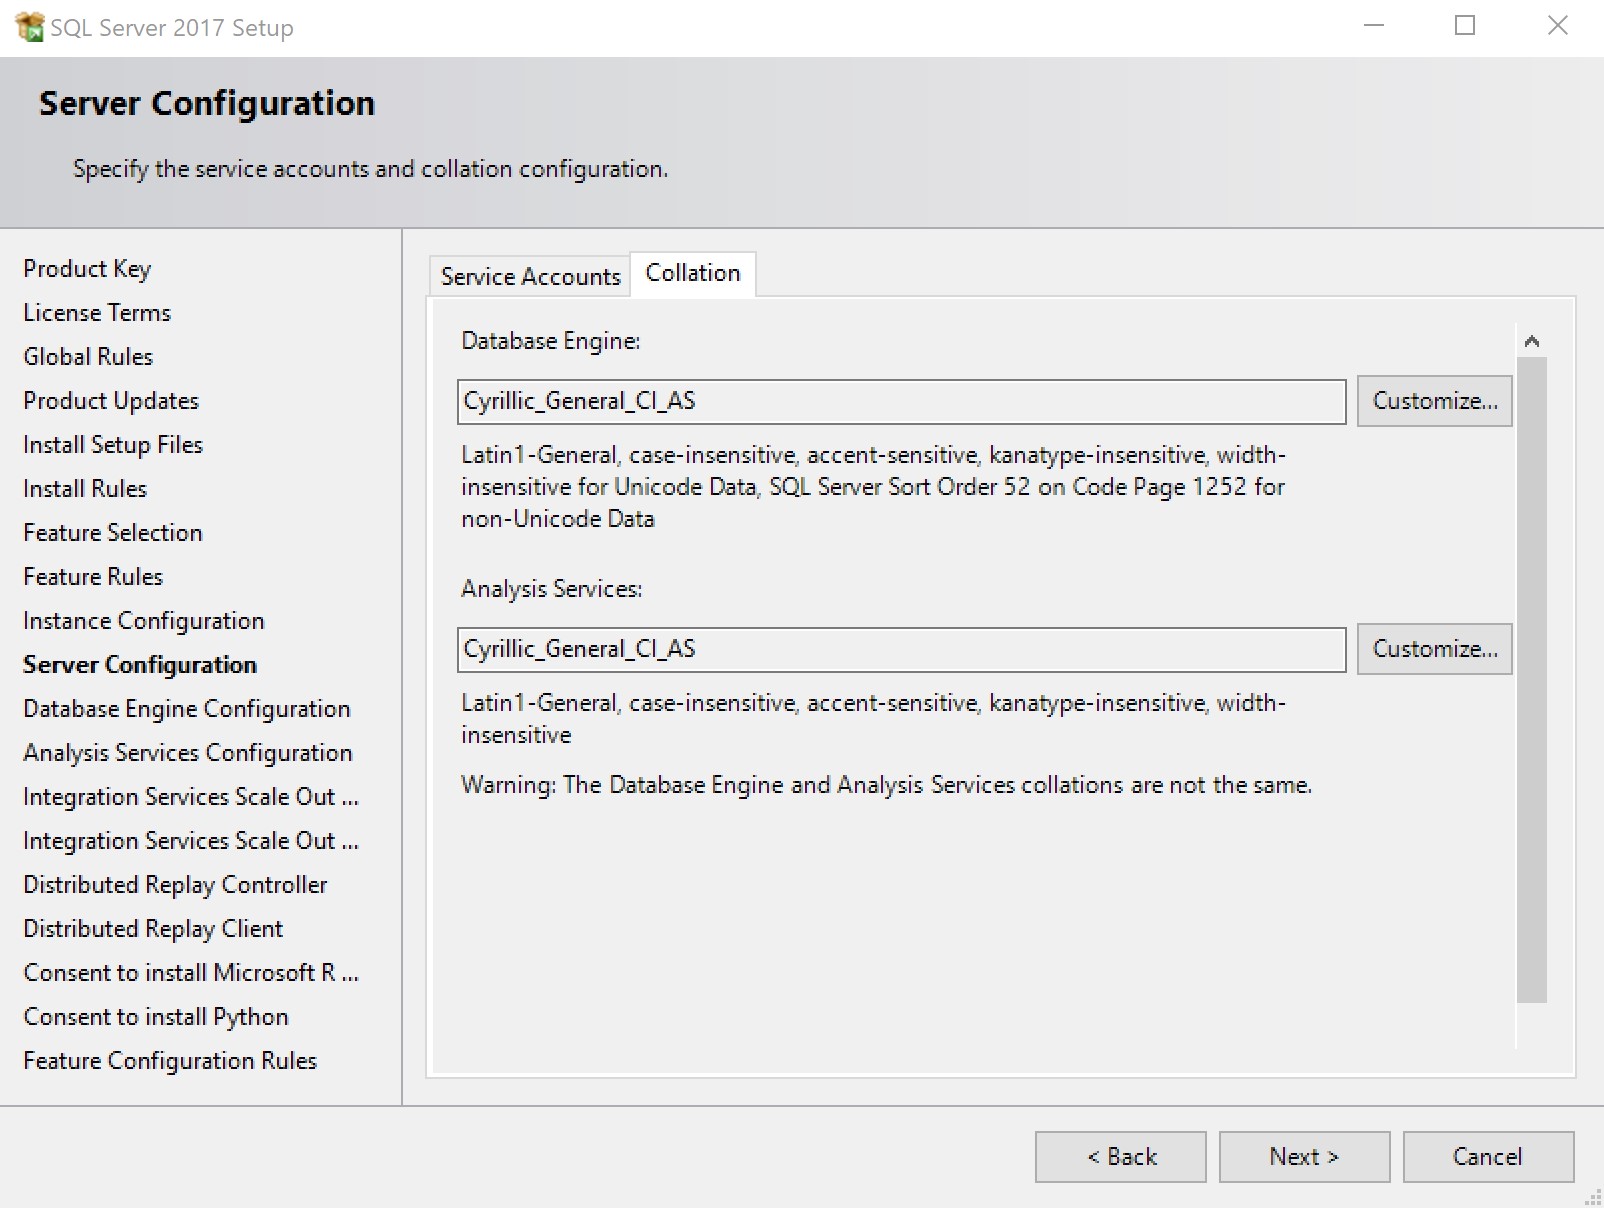 SQL Server 2017 Setup
Server Configuration
Specify the service accounts and collation configuration.
Product Key
License Terms
Global Rules
Product Updates
Install Setup Files
Install Rules
Feature Selection
Feature Rules
Instance Configuration
Server Configuration
Database Engine Configuration
Analysis Services Configuration
Integration Services Scale Out ...
Integration Services Scale Out ...
Distributed Replay Controller
Distributed Replay Client
Consent to install Microsoft R ...
Consent to install Python
Feature Configuration Rules
Service Accounts
Collation
Database Engine:
Cyrillic_General_CI_AS
Customize...
Latin1-General, case-insensitive, accent-sensitive, kanatype-insensitive, width-
insensitive for Unicode Data, SQL Server Sort Order 52 on Code Page 1252 for
non-Unicode Data
Analysis Services:
Cyrillic_General_CI_AS
Customize...
Latin1-General, case-insensitive, accent-sensitive, kanatype-insensitive, width-
insensitive
Warning: The Database Engine and Analysis Services collations are not the same.
< Back
Next >
Cancel